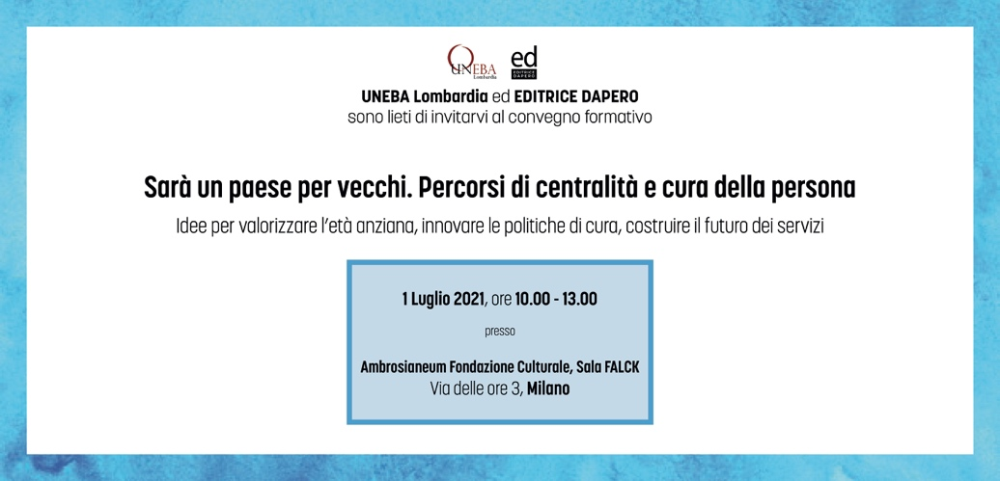 UNEBA
Lombardia
ed
EDITRICE
DAPERO
UNEBA Lombardia ed EDITRICE DAPERO
sono lieti di invitarvi al convegno formativo
Sarà un paese per vecchi. Percorsi di centralità e cura della persona
Idee per valorizzare l'età anziana, innovare le politiche di cura, costruire il futuro dei servizi
1 Luglio 2021, ore 10.00 - 13.00
presso
Ambrosianeum Fondazione Culturale, Sala FALCK
Via delle ore 3, Milano